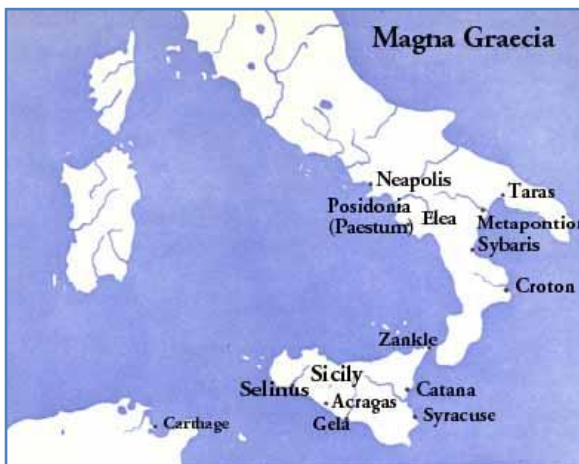 Magna Graecia
Neapolis
Taras
Posidonia
(Paestum)
Elea
Metapontion
Sybaris
Croton
Zankle
Sicily
Selinus
Catana
Acragas
Syracuse
Gela
Carthage